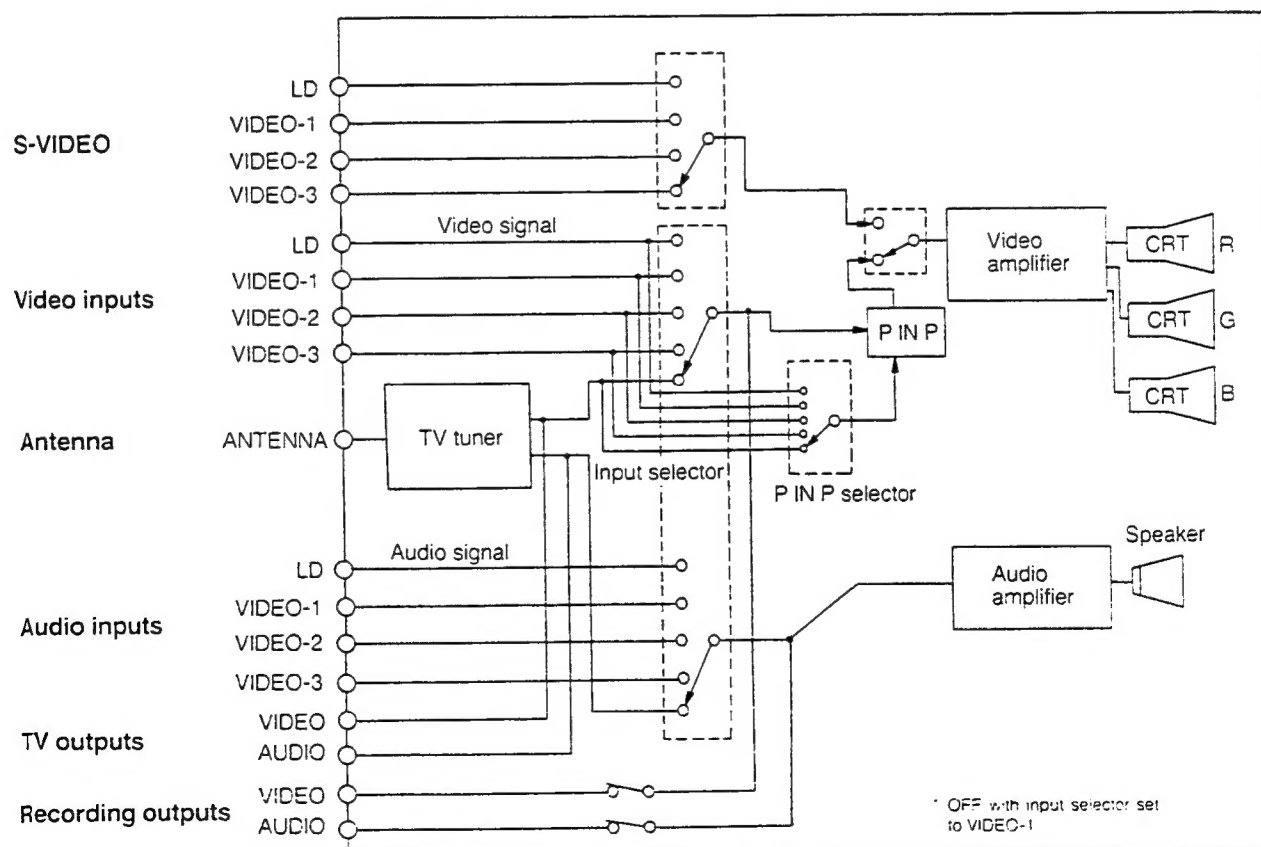 S-VIDEO
LD
VIDEO-1
VIDEO-2
VIDEO-3
Video inputs
Video signal
LD
VIDEO-1
VIDEO-2
VIDEO-3
Antenna
ANTENNA
TV tuner
Input selector
P IN P selector
P IN P
Video
amplifier
CRT
R
CRT
G
CRT
B
Audio inputs
Audio signal
LD
VIDEO-1
VIDEO-2
VIDEO-3
Audio
amplifier
Speaker
TV outputs
VIDEO
AUDIO
Recording outputs
VIDEO
AUDIO
* OFF with input selector set
to VIDEO-1